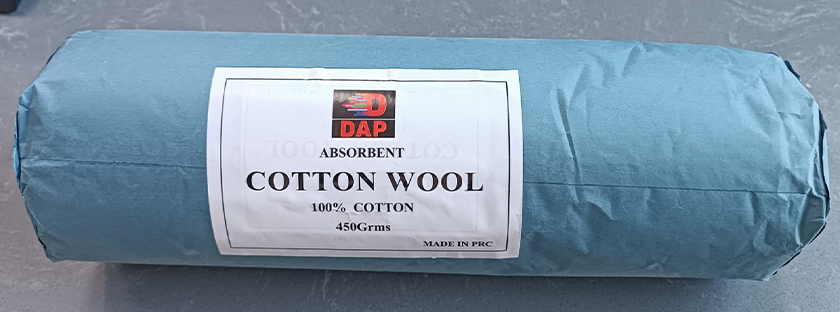 D
DAP
ABSORBENT
COTTON WOOL
100% COTTON
450Grms
MADE IN PRC